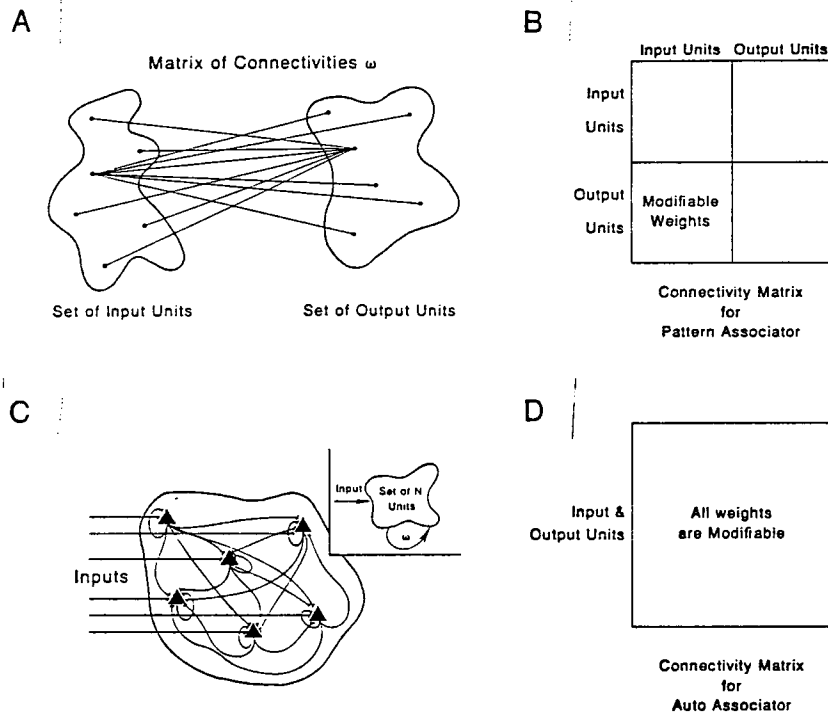 A
Matrix of Connectivities ω
Set of Input Units
Set of Output Units
B
Input Units Output Units
Input
Units
Output
Units
Modifiable
Weights
Connectivity Matrix
for
Pattern Associator
C
Inputs
Input
Set of N
Units
ω
D
Input &
Output Units
All weights
are Modifiable
Connectivity Matrix
for
Auto Associator